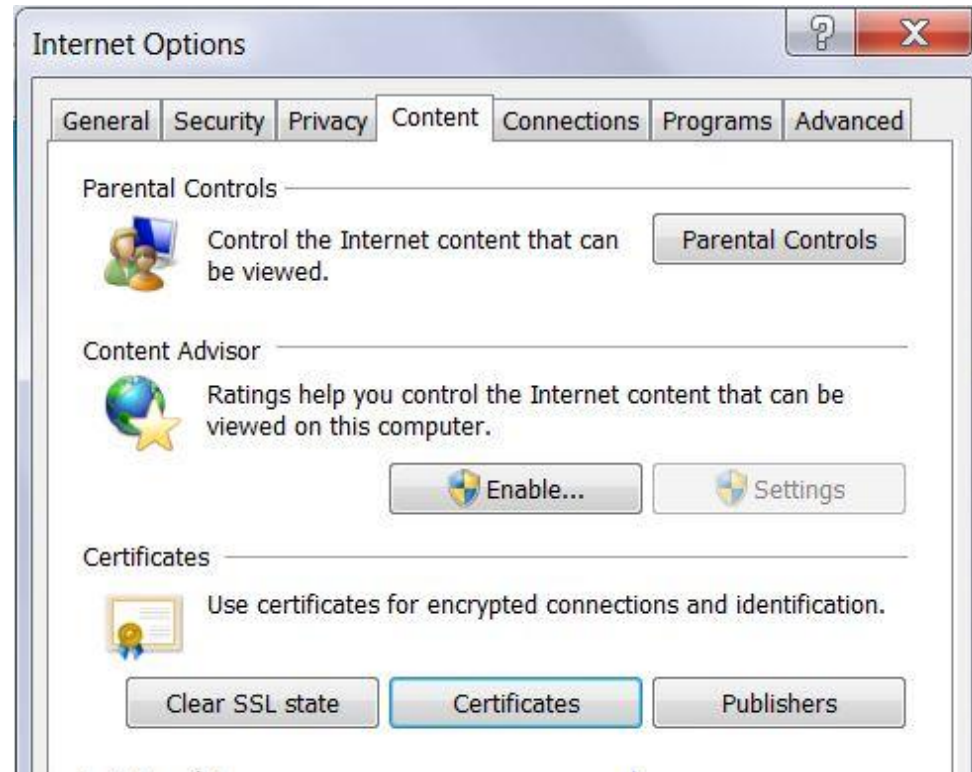 Internet Options
General Security Privacy Content Connections Programs Advanced
Parental Controls
Control the Internet content that can
be viewed.
Parental Controls
Content Advisor
Ratings help you control the Internet content that can be
viewed on this computer.
Enable...
Settings
Certificates
Use certificates for encrypted connections and identification.
Clear SSL state
Certificates
Publishers